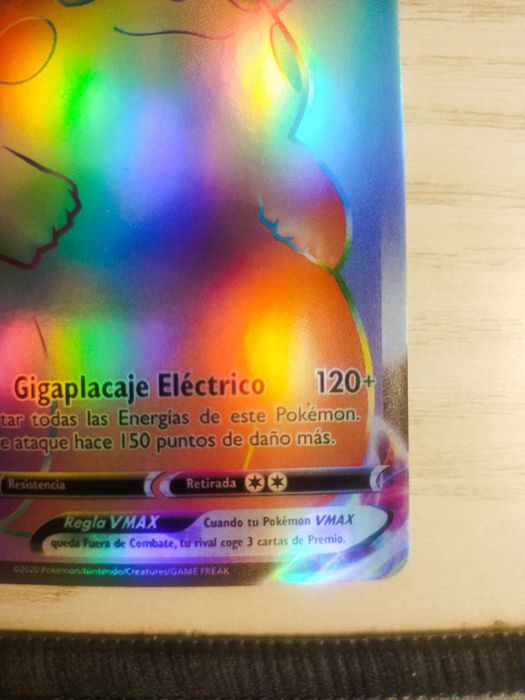 Gigaplacaje Eléctrico 120+
tar todas las Energías de este Pokémon.
e ataque hace 150 puntos de daño más.
Resistencia Retirada
Regla VMAX Cuando tu Pokémon VMAX
queda Fuera de Combate, tu rival coge 3 cartas de Premio.
©2020 Pokémon/Nintendo/Creatures/GAME FREAK